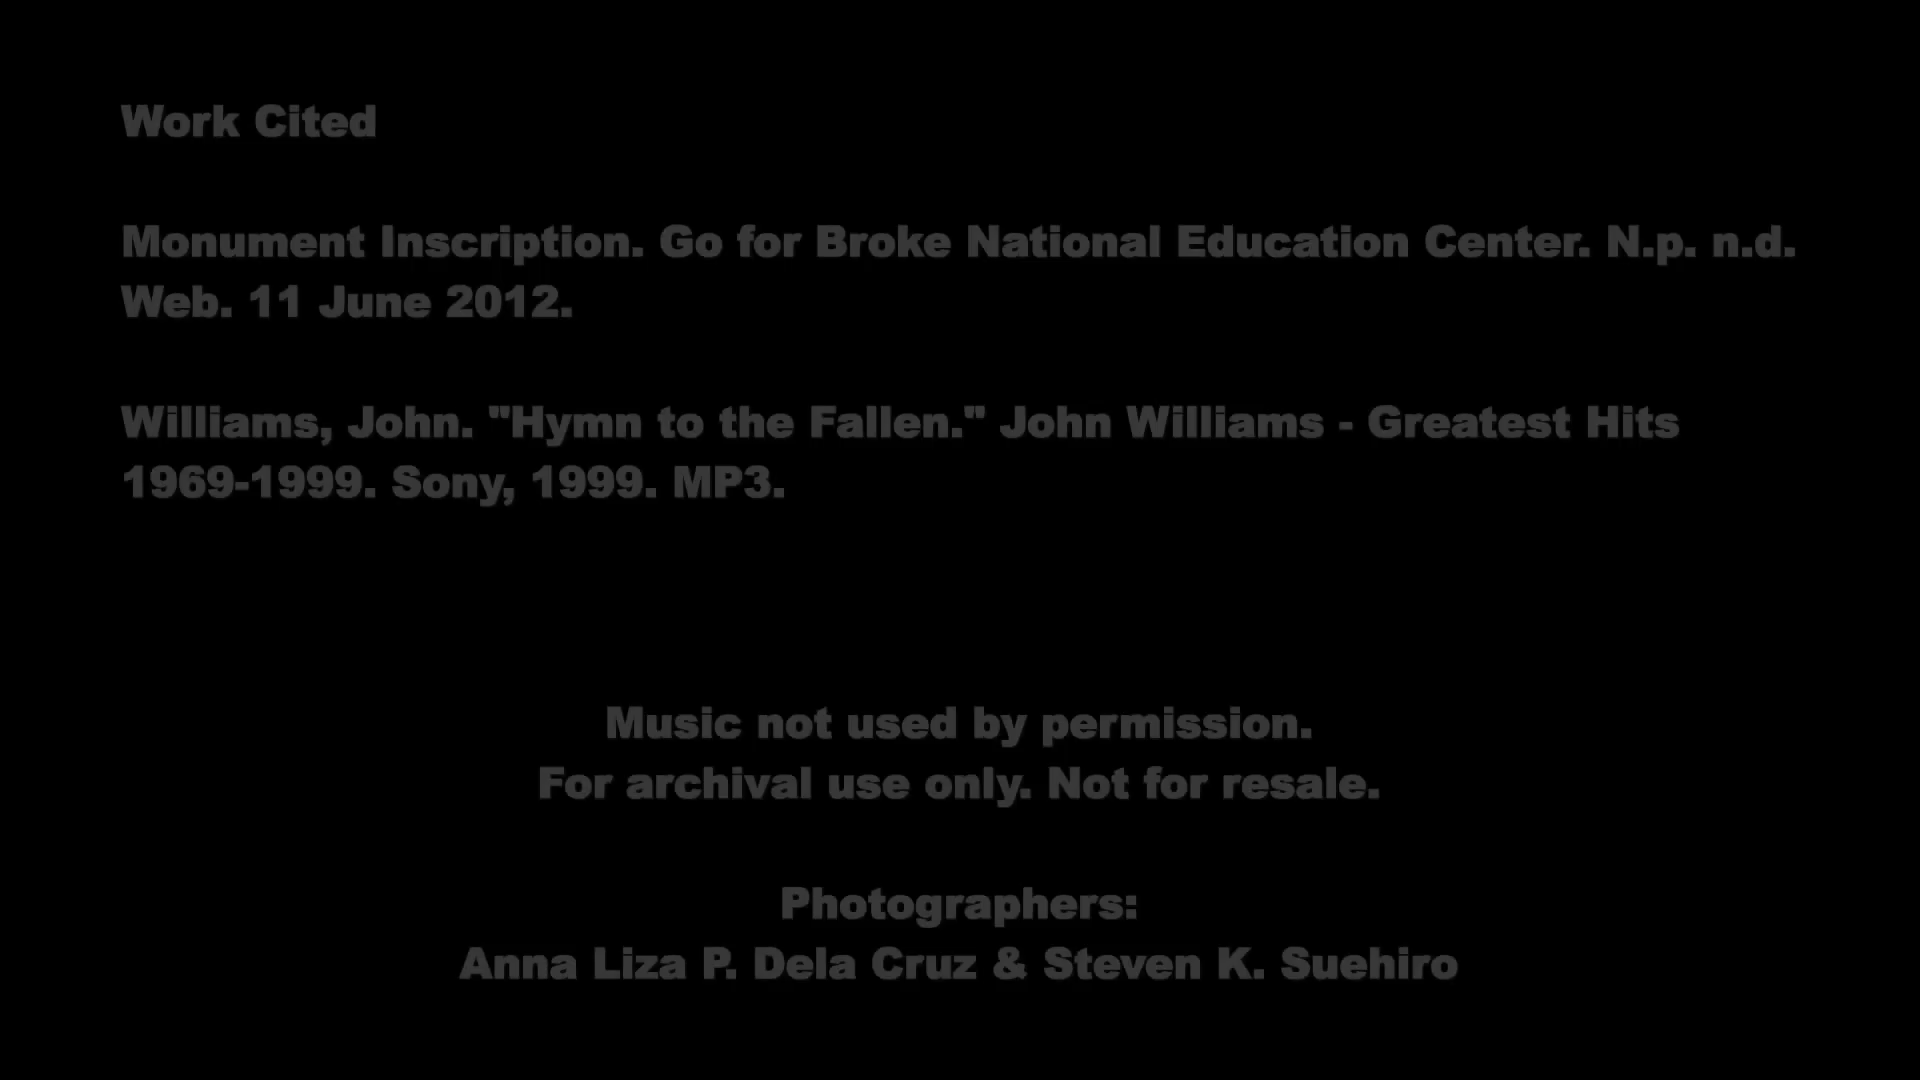 Work Cited
Monument Inscription. Go for Broke National Education Center. N.p. n.d.
Web. 11 June 2012.
Williams, John. "Hymn to the Fallen." John Williams - Greatest Hits
1969-1999. Sony, 1999. MP3.
Music not used by permission.
For archival use only. Not for resale.
Photographers:
Anna Liza P. Dela Cruz & Steven K. Suehiro